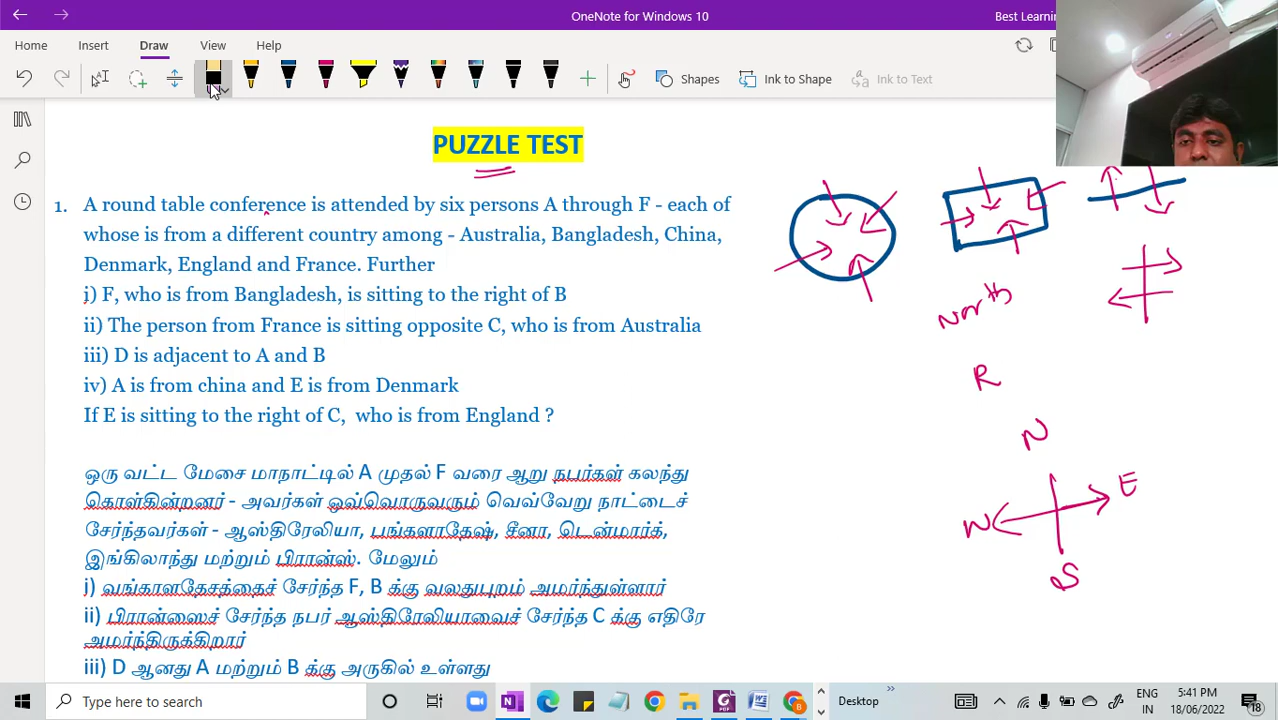 OneNote for Windows 10
Best Learnin
Home Insert Draw View Help
Shapes Ink to Shape Ink to Text
PUZZLE TEST
1. A round table conference is attended by six persons A through F - each of
whose is from a different country among - Australia, Bangladesh, China,
Denmark, England and France. Further
i) F, who is from Bangladesh, is sitting to the right of B
ii) The person from France is sitting opposite C, who is from Australia
iii) D is adjacent to A and B
iv) A is from china and E is from Denmark
If E is sitting to the right of C, who is from England ?
ஒரு வட்ட மேசை மாநாட்டில் A முதல் F வரை ஆறு நபர்கள் கலந்து
கொள்கின்றனர் - அவர்கள் ஒவ்வொருவரும் வெவ்வேறு நாட்டைச்
சேர்ந்தவர்கள் - ஆஸ்திரேலியா, பங்களாதேஷ், சீனா, டென்மார்க்,
இங்கிலாந்து மற்றும் பிரான்ஸ். மேலும்
i) வங்காளதேசத்தைச் சேர்ந்த F, B க்கு வலதுபுறம் அமர்ந்துள்ளார்
ii) பிரான்ஸைச் சேர்ந்த நபர் ஆஸ்திரேலியாவைச் சேர்ந்த C க்கு எதிரே
அமர்ந்திருக்கிறார்
iii) D ஆனது A மற்றும் B க்கு அருகில் உள்ளது
North
R
N
E
W
S
Type here to search
Desktop
ENG
IN
5:41 PM
18/06/2022
18